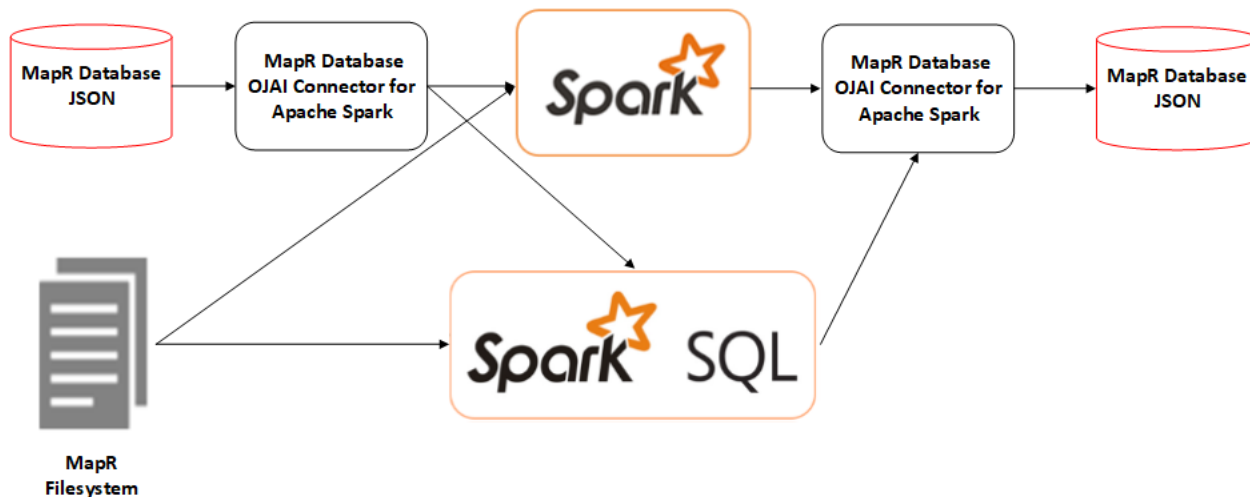 MapR Database
JSON
MapR Database
OJAI Connector for
Apache Spark
Spark
MapR Database
OJAI Connector for
Apache Spark
MapR Database
JSON
Spark SQL
MapR
Filesystem